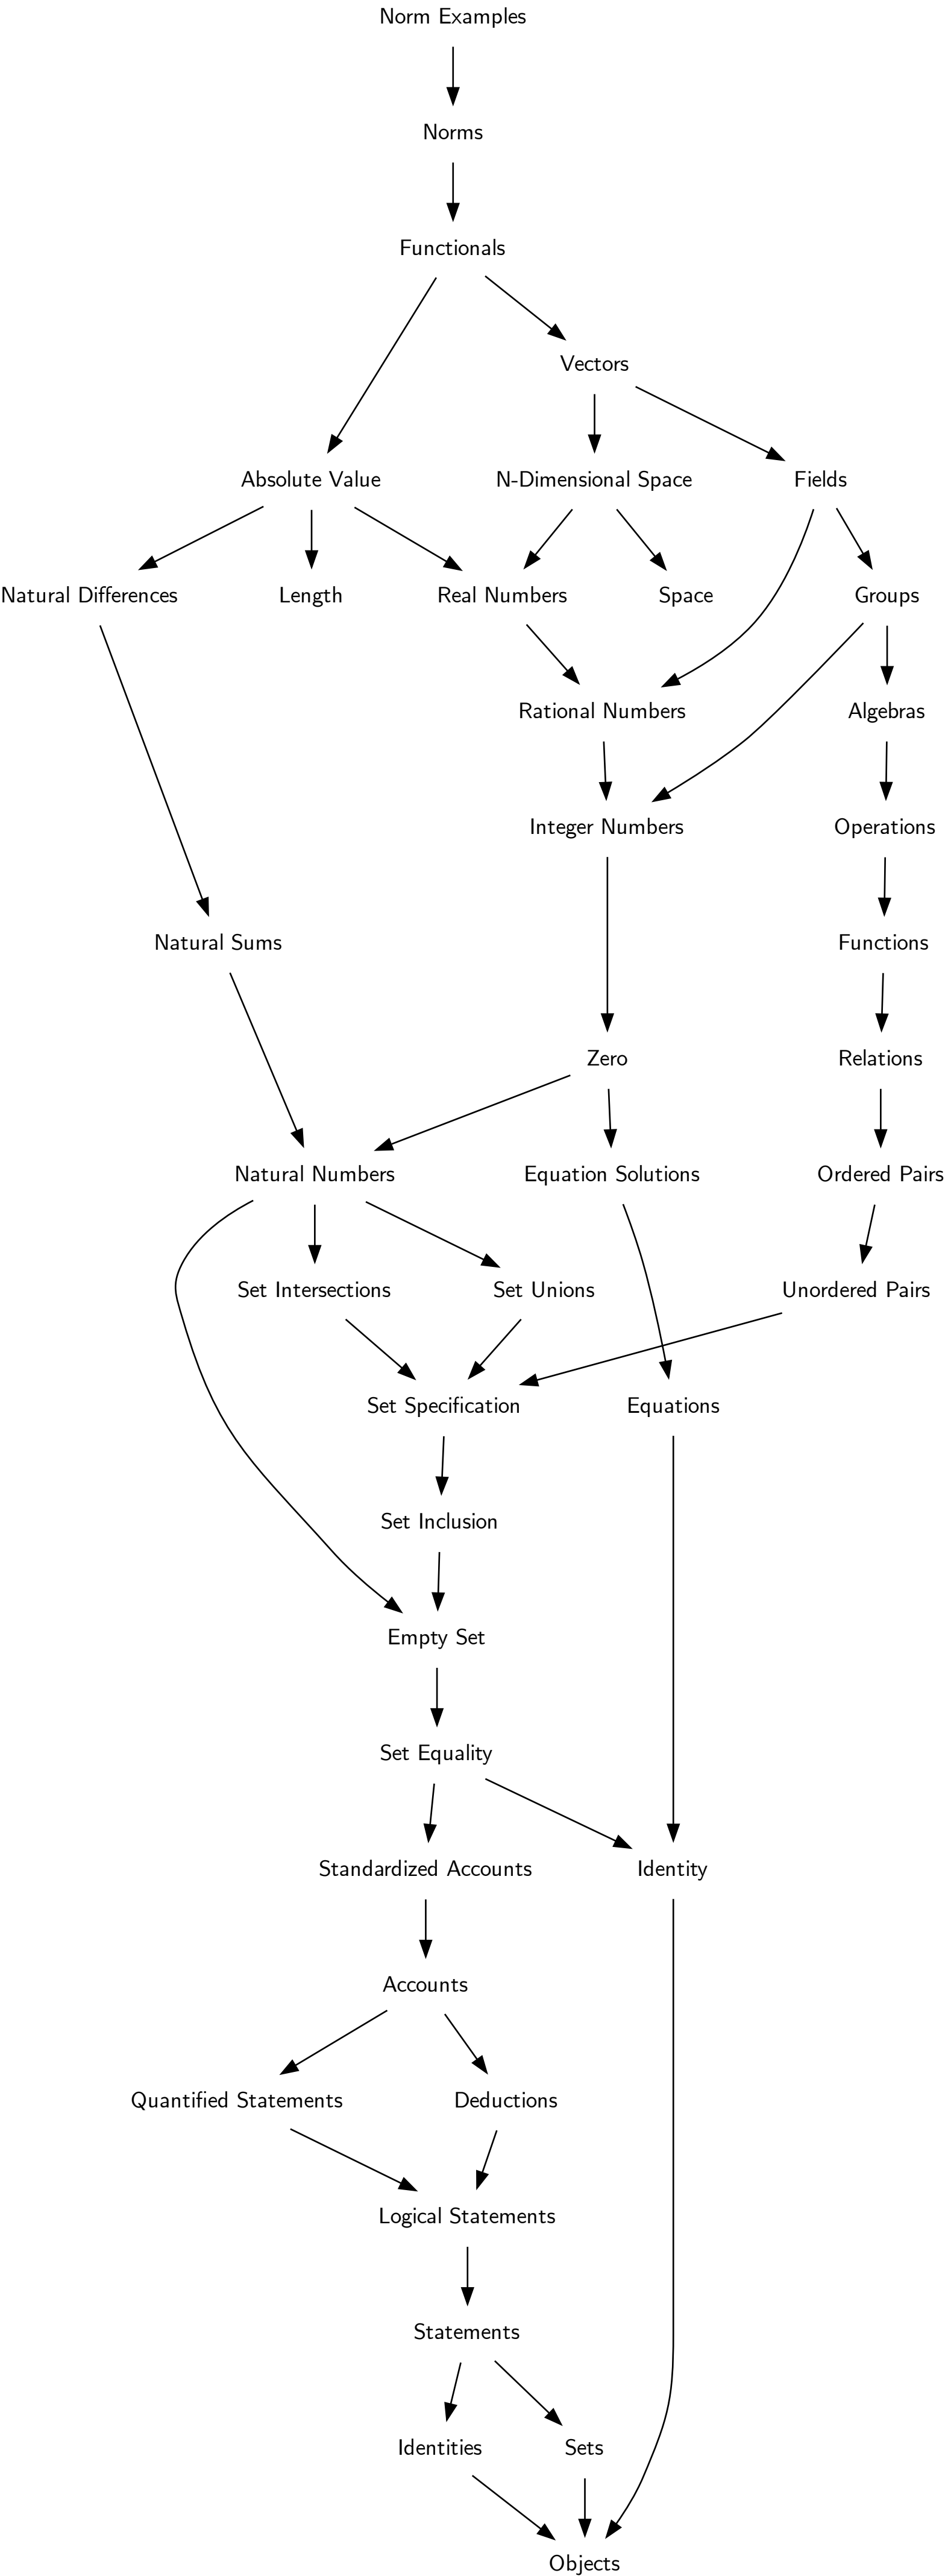 Norm Examples
Norms
Functionals
Vectors
Absolute Value
N-Dimensional Space
Fields
Natural Differences
Length
Real Numbers
Space
Groups
Rational Numbers
Algebras
Integer Numbers
Operations
Natural Sums
Functions
Zero
Relations
Natural Numbers
Equation Solutions
Ordered Pairs
Set Intersections
Set Unions
Unordered Pairs
Set Specification
Equations
Set Inclusion
Empty Set
Set Equality
Standardized Accounts
Identity
Accounts
Quantified Statements
Deductions
Logical Statements
Statements
Identities
Sets
Objects